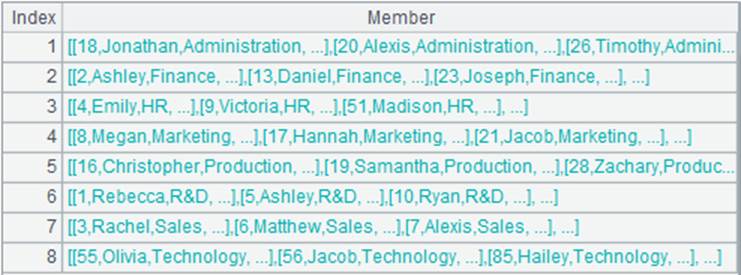 Index Member
1 [[18,Jonathan,Administration, ...],[20,Alexis,Administration, ...],[26,Timothy,Admini...
2 [[2,Ashley,Finance, ...],[13,Daniel,Finance, ...],[23,Joseph,Finance, ...], ...]
3 [[4,Emily,HR, ...],[9,Victoria,HR, ...],[51,Madison,HR, ...], ...]
4 [[8,Megan,Marketing, ...],[17,Hannah,Marketing, ...],[21,Jacob,Marketing, ...], ...]
5 [[16,Christopher,Production, ...],[19,Samantha,Production, ...],[28,Zachary,Produc...
6 [[1,Rebecca,R&D, ...],[5,Ashley,R&D, ...],[10,Ryan,R&D, ...], ...]
7 [[3,Rachel,Sales, ...],[6,Matthew,Sales, ...],[7,Alexis,Sales, ...], ...]
8 [[55,Olivia,Technology, ...],[56,Jacob,Technology, ...],[85,Hailey,Technology, ...], ...]